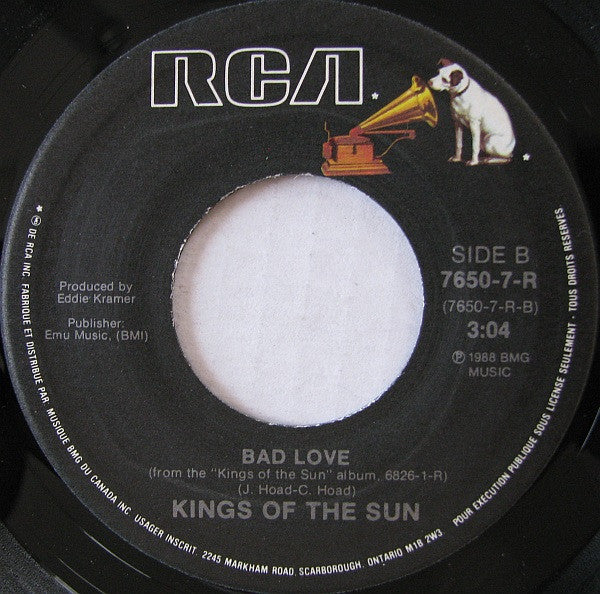 RCA
SIDE B
7650-7-R
(7650-7-R-B)
3:04
℗ 1988 BMG
MUSIC
Produced by
Eddie Kramer
Publisher:
Emu Music, (BMI)
BAD LOVE
(from the "Kings of the Sun" album, 6826-1-R)
(J. Hoad-C. Hoad)
KINGS OF THE SUN
* ® DE RCA INC. FABRIQUE ET DISTRIBUE PAR: MUSIQUE BMG DU CANADA INC. USAGER INSCRIT. 2245 MARKHAM ROAD, SCARBOROUGH, ONTARIO M1B 2W3
POUR EXECUTION PUBLIQUE SOUS LICENSE SEULEMENT - TOUS DROITS RESERVES